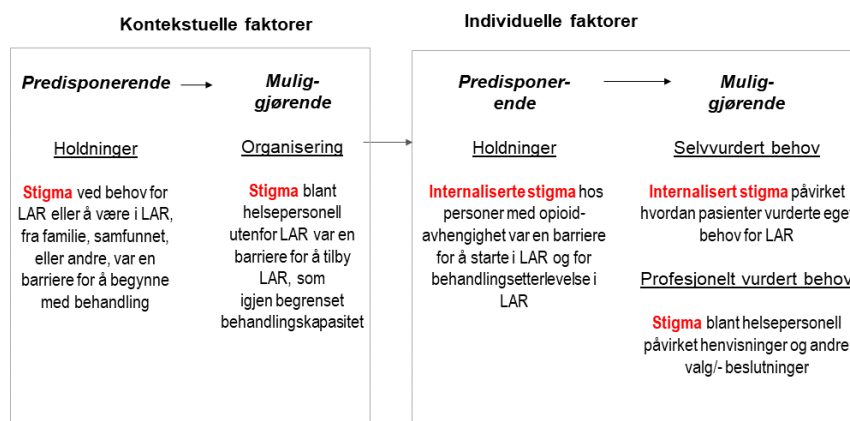 Kontekstuelle faktorer
Predisponerende
Mulig-
gjørende
Holdninger
Stigma ved behov for
LAR eller å være i LAR,
fra familie, samfunnet,
eller andre, var en
barriere for å begynne
med behandling
Organisering
Stigma blant
helsepersonell
utenfor LAR var en
barriere for å tilby
LAR, som
igjen begrenset
behandlingskapasitet
Individuelle faktorer
Predisponer-
ende
Mulig-
gjørende
Holdninger
Internaliserte stigma hos
personer med opioid-
avhengighet var en barriere
for å starte i LAR og for
behandlingsetterlevelse i
LAR
Selvvurdert behov
Internalisert stigma påvirket
hvordan pasienter vurderte eget
behov for LAR
Profesjonelt vurdert behov
Stigma blant helsepersonell
påvirket henvisninger og andre
valg/- beslutninger